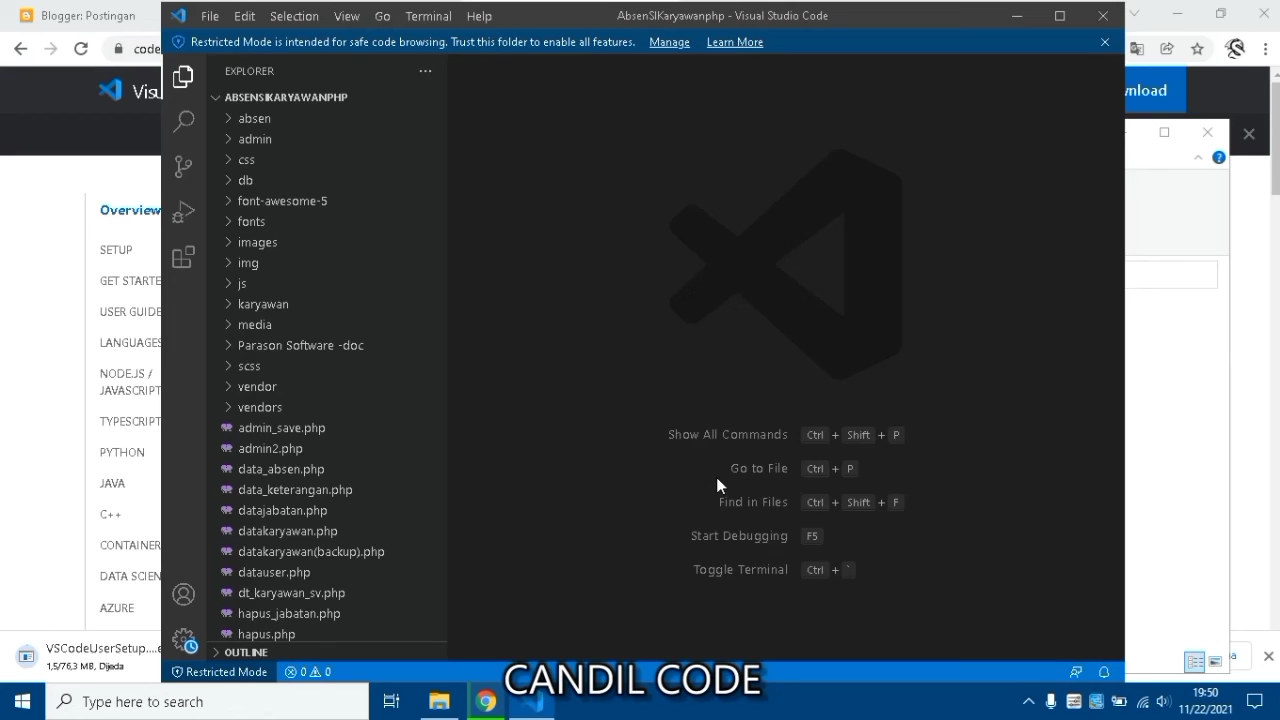 Blogger: Postingan
File Edit Selection View Go Terminal Help
AbsenSIKaryawanphp - Visual Studio Code
Restricted Mode is intended for safe code browsing. Trust this folder to enable all features. Manage Learn More
EXPLORER
ABSENSIKARYAWANPHP
absen
admin
css
db
font-awesome-5
fonts
images
img
js
karyawan
media
Parason Software -doc
scss
vendor
vendors
admin_save.php
admin2.php
data_absen.php
data_keterangan.php
datajabatan.php
datakaryawan.php
datakaryawan(backup).php
datauser.php
dt_karyawan_sv.php
hapus_jabatan.php
hapus.php
OUTLINE
Restricted Mode 0 0
Show All Commands Ctrl + Shift + P
Go to File Ctrl + P
Find in Files Ctrl + Shift + F
Start Debugging F5
Toggle Terminal Ctrl + `
code
Visu
wnload
Overview
SETUP
GET STARTE
USER GUIDE
LANGUAGES
NODE.JS /
JAVASCRIPT
TYPESCRIPT
PYTHON
JAVA
C++
CONTAINER
DATA SCIEN
AZURE
VSCodeUserSetup....e
1,5/76,3 MB, Dijeda
CANDIL CODE
Type here to search
19:50
11/22/2021